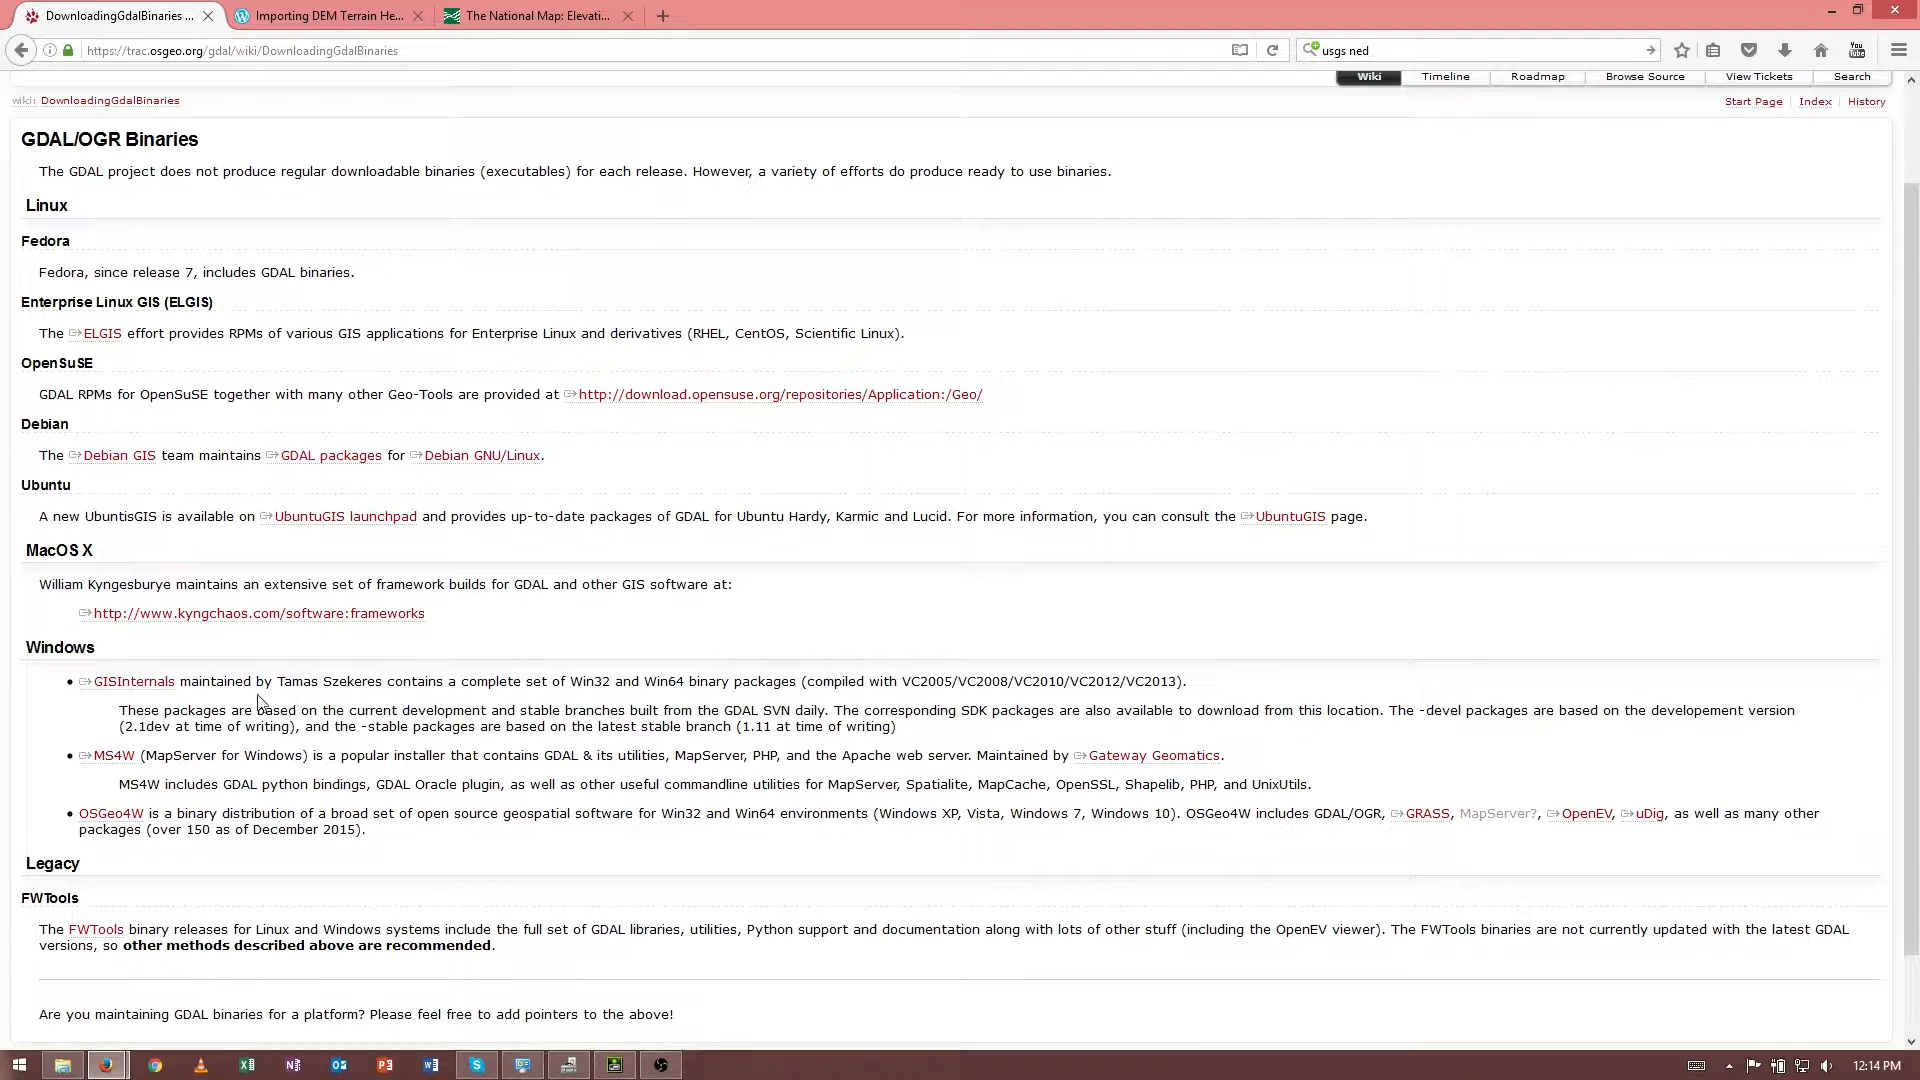 DownloadingGdalBinaries ...
Importing DEM Terrain He...
The National Map: Elevati...
https://trac.osgeo.org/gdal/wiki/DownloadingGdalBinaries
usgs ned
You Tube
Wiki
Timeline
Roadmap
Browse Source
View Tickets
Search
wiki: DownloadingGdalBinaries
Start Page
Index
History
GDAL/OGR Binaries
The GDAL project does not produce regular downloadable binaries (executables) for each release. However, a variety of efforts do produce ready to use binaries.
Linux
Fedora
Fedora, since release 7, includes GDAL binaries.
Enterprise Linux GIS (ELGIS)
The ELGIS effort provides RPMs of various GIS applications for Enterprise Linux and derivatives (RHEL, CentOS, Scientific Linux).
OpenSuSE
GDAL RPMs for OpenSuSE together with many other Geo-Tools are provided at http://download.opensuse.org/repositories/Application:/Geo/
Debian
The Debian GIS team maintains GDAL packages for Debian GNU/Linux.
Ubuntu
A new UbuntisGIS is available on UbuntuGIS launchpad and provides up-to-date packages of GDAL for Ubuntu Hardy, Karmic and Lucid. For more information, you can consult the UbuntuGIS page.
MacOS X
William Kyngesburye maintains an extensive set of framework builds for GDAL and other GIS software at:
http://www.kyngchaos.com/software:frameworks
Windows
• GISInternals maintained by Tamas Szekeres contains a complete set of Win32 and Win64 binary packages (compiled with VC2005/VC2008/VC2010/VC2012/VC2013).
These packages are based on the current development and stable branches built from the GDAL SVN daily. The corresponding SDK packages are also available to download from this location. The -devel packages are based on the developement version
(2.1dev at time of writing), and the -stable packages are based on the latest stable branch (1.11 at time of writing)
• MS4W (MapServer for Windows) is a popular installer that contains GDAL & its utilities, MapServer, PHP, and the Apache web server. Maintained by Gateway Geomatics.
MS4W includes GDAL python bindings, GDAL Oracle plugin, as well as other useful commandline utilities for MapServer, Spatialite, MapCache, OpenSSL, Shapelib, PHP, and UnixUtils.
• OSGeo4W is a binary distribution of a broad set of open source geospatial software for Win32 and Win64 environments (Windows XP, Vista, Windows 7, Windows 10). OSGeo4W includes GDAL/OGR, GRASS, MapServer?, OpenEV, uDig, as well as many other
packages (over 150 as of December 2015).
Legacy
FWTools
The FWTools binary releases for Linux and Windows systems include the full set of GDAL libraries, utilities, Python support and documentation along with lots of other stuff (including the OpenEV viewer). The FWTools binaries are not currently updated with the latest GDAL
versions, so other methods described above are recommended.
Are you maintaining GDAL binaries for a platform? Please feel free to add pointers to the above!
12:14 PM